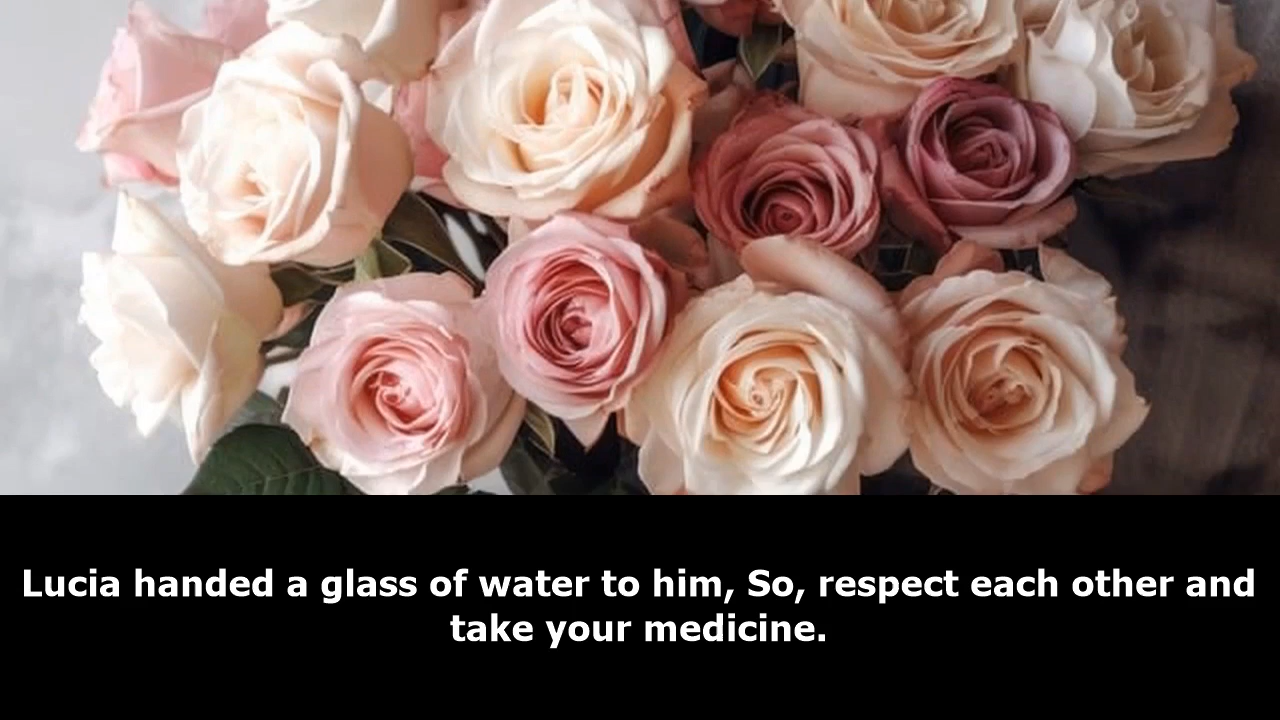 Lucia handed a glass of water to him, So, respect each other and
take your medicine.